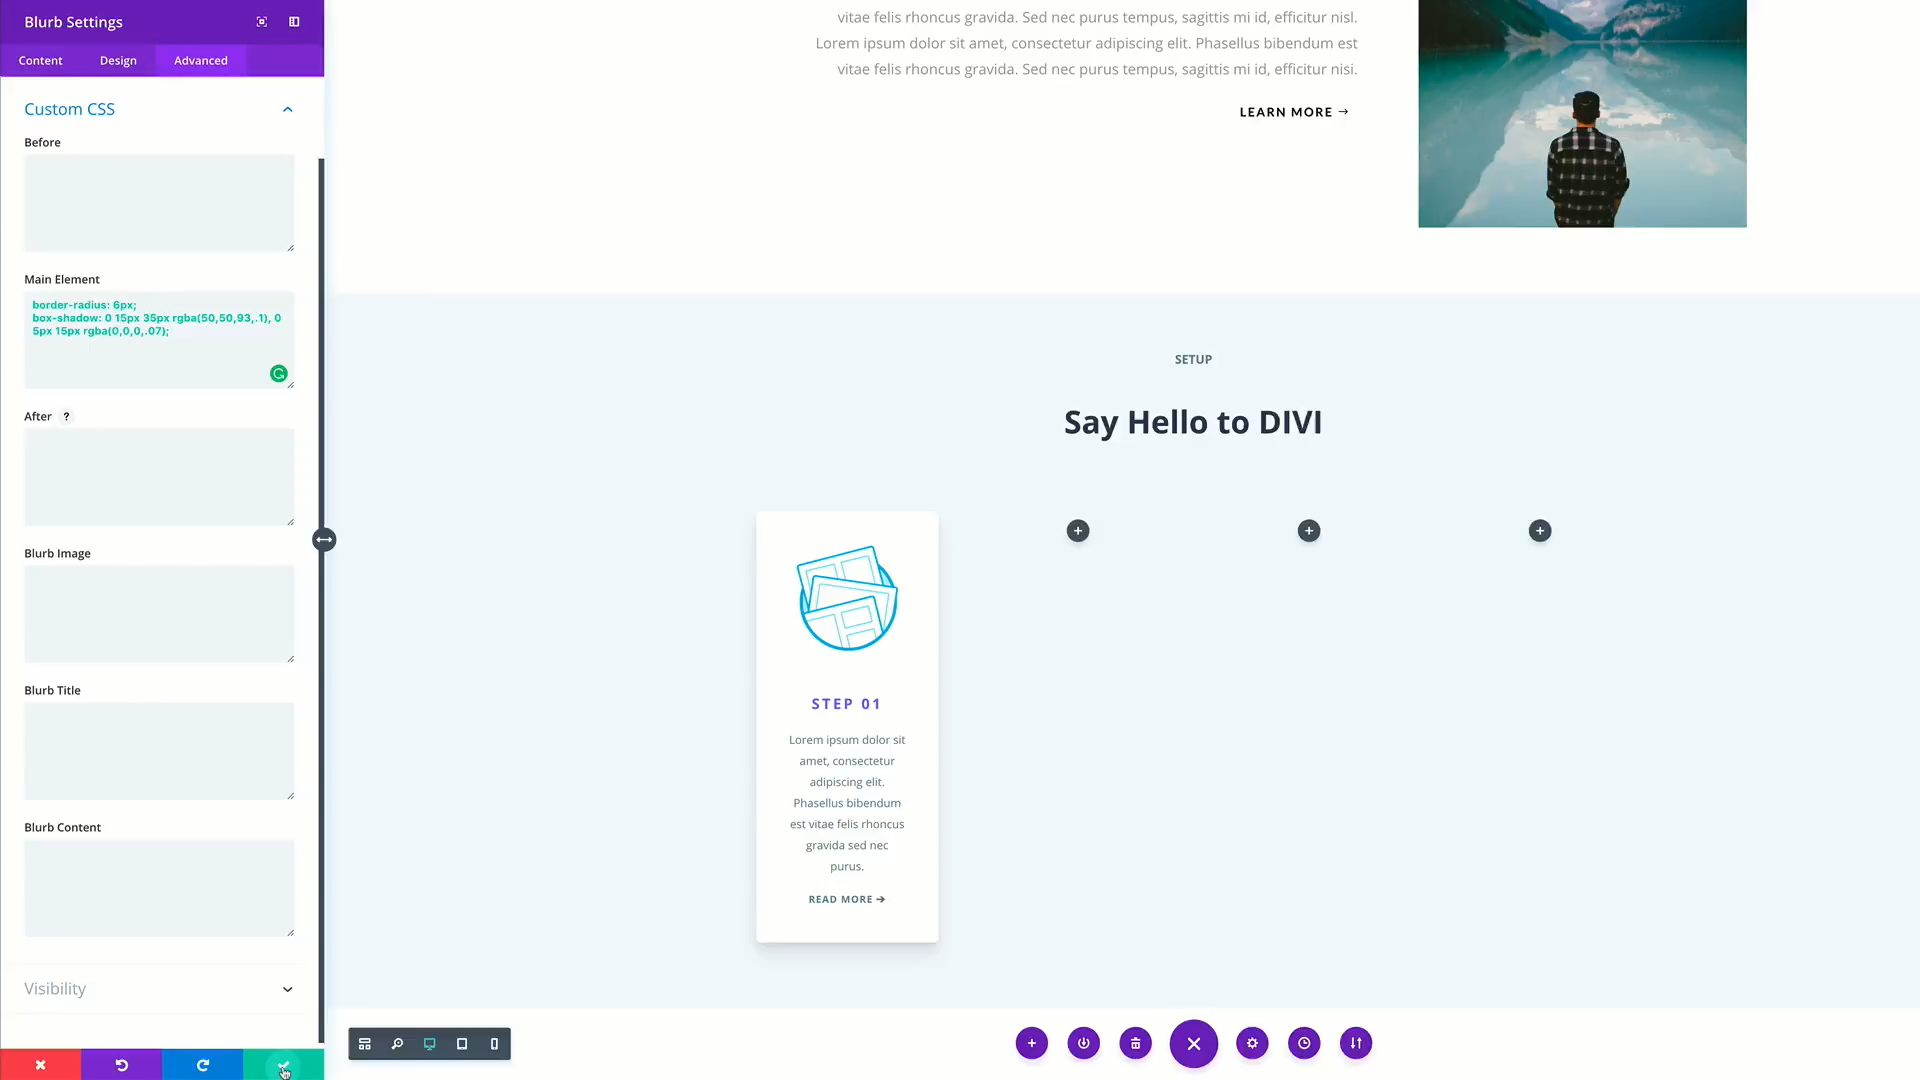 Blurb Settings
Content Design Advanced
Custom CSS
Before
Main Element
border-radius: 6px;
box-shadow: 0 15px 35px rgba(50,50,93,.1), 0
5px 15px rgba(0,0,0,.07);
After ?
Blurb Image
Blurb Title
Blurb Content
Visibility
vitae felis rhoncus gravida. Sed nec purus tempus, sagittis mi id, efficitur nisl.
Lorem ipsum dolor sit amet, consectetur adipiscing elit. Phasellus bibendum est
vitae felis rhoncus gravida. Sed nec purus tempus, sagittis mi id, efficitur nisi.
LEARN MORE →
SETUP
Say Hello to DIVI
STEP 01
Lorem ipsum dolor sit
amet, consectetur
adipiscing elit.
Phasellus bibendum
est vitae felis rhoncus
gravida sed nec
purus.
READ MORE →